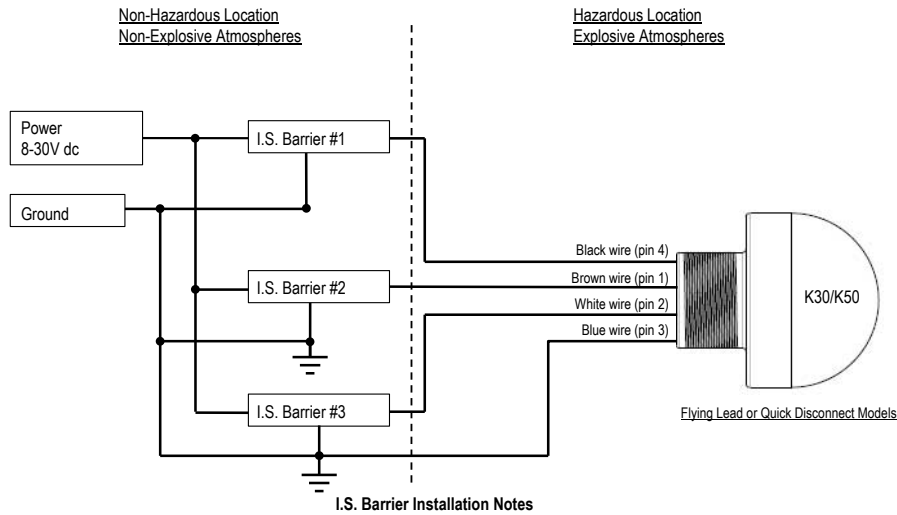 Non-Hazardous Location
Non-Explosive Atmospheres
Hazardous Location
Explosive Atmospheres
Power
8-30V dc
I.S. Barrier #1
Ground
Black wire (pin 4)
Brown wire (pin 1)
I.S. Barrier #2
White wire (pin 2)
K30/K50
Blue wire (pin 3)
I.S. Barrier #3
Flying Lead or Quick Disconnect Models
I.S. Barrier Installation Notes